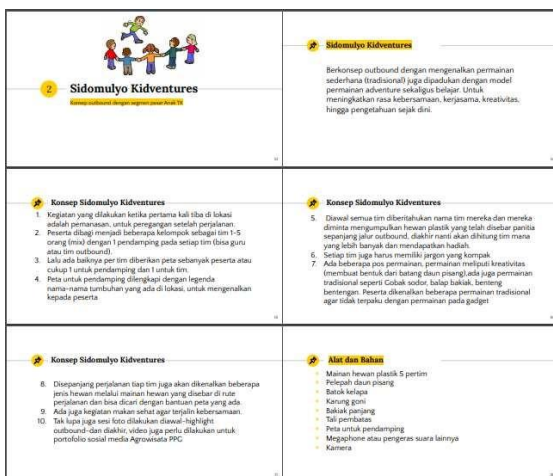 2
Sidomulyo Kidventures
Konsep outbound dengan segmen pasar Anak TK
Sidomulyo Kidventures
Berkonsep outbound dengan mengenalkan permainan
sederhana (tradisional) juga dipadukan dengan model
permainan adventure sekaligus belajar. Untuk
meningkatkan rasa kebersamaan, kerjasama, kreativitas,
hingga pengetahuan sejak dini.
Konsep Sidomulyo Kidventures
1. Kegiatan yang dilakukan ketika pertama kali tiba di lokasi
adalah pemanasan, untuk peregangan setelah perjalanan.
2. Peserta dibagi menjadi beberapa kelompok sebagai tim 1-5
orang (mix) dengan 1 pendamping pada setiap tim (bisa guru
atau tim outbound).
3. Lalu ada baiknya per tim diberikan peta sebanyak peserta atau
cukup 1 untuk pendamping dan 1 untuk tim.
4. Peta untuk pendamping dilengkapi dengan legenda
nama-nama tumbuhan yang ada di lokasi, untuk mengenalkan
kepada peserta
Konsep Sidomulyo Kidventures
5. Diawal semua tim diberitahukan nama tim mereka dan mereka
diminta mengumpulkan hewan plastik yang telah disebar panitia
sepanjang jalur outbound, diakhir nanti akan dihitung tim mana
yang lebih banyak dan mendapatkan hadiah.
6. Setiap tim juga harus memiliki jargon yang kompak
7. Ada beberapa pos permainan, permainan meliputi kreativitas
(membuat bentuk dari batang daun pisang),ada juga permainan
tradisional seperti Gobak sodor, balap bakiak, benteng
bentengan. Peserta dikenalkan beberapa permainan tradisional
agar tidak terpaku dengan permainan pada gadget
Konsep Sidomulyo Kidventures
8. Disepanjang perjalanan tiap tim juga akan dikenalkan beberapa
jenis hewan melalui mainan hewan yang disebar di rute
perjalanan dan bisa dicari dengan bantuan peta yang ada.
9. Ada juga kegiatan makan sehat agar terjalin kebersamaan.
10. Tak lupa juga sesi foto dilakukan diawal-highlight
outbound-dan diakhir, video juga perlu dilakukan untuk
portofolio sosial media Agrowisata PPG
Alat dan Bahan
Mainan hewan plastik 5 pertim
Pelepah daun pisang
Batok kelapa
Karung goni
Bakiak panjang
Tali pembatas
Peta untuk pendamping
Megaphone atau pengeras suara lainnya
Kamera